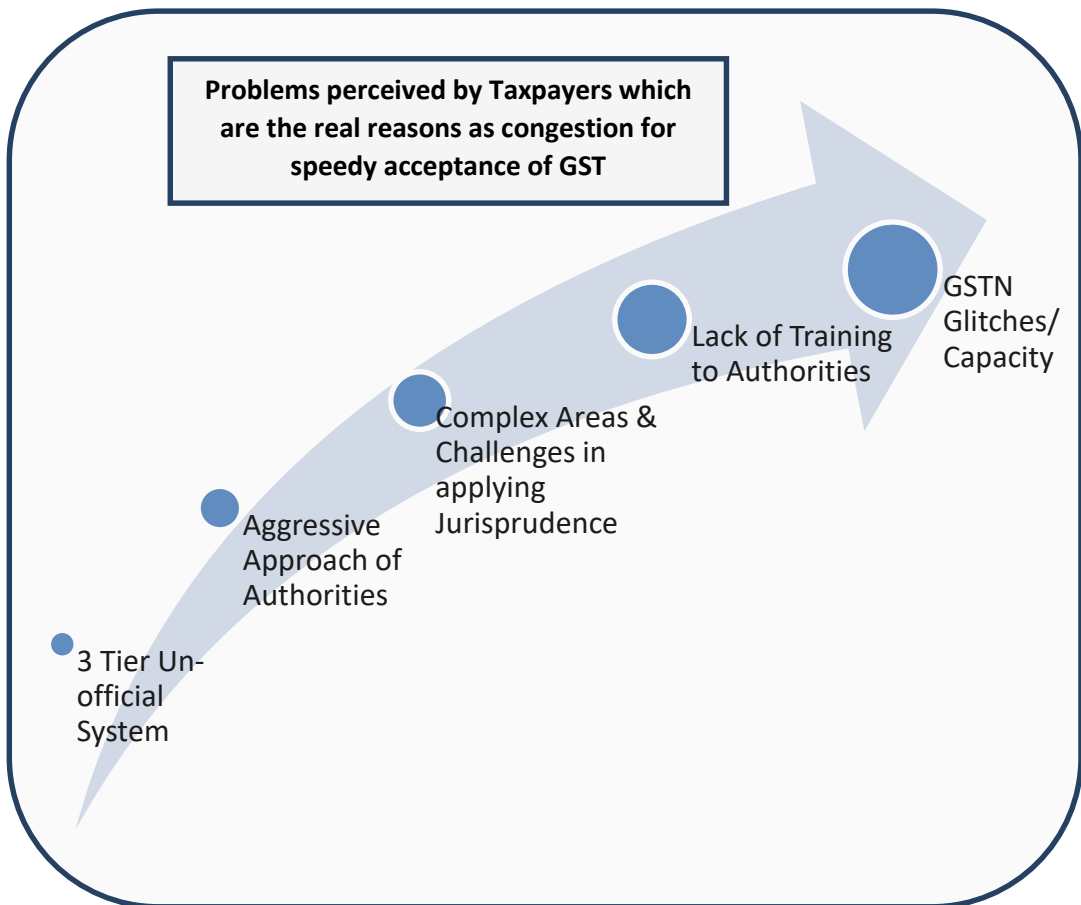 Problems perceived by Taxpayers which
are the real reasons as congestion for
speedy acceptance of GST
GSTN
Glitches/
Capacity
Lack of Training
to Authorities
Complex Areas &
Challenges in
applying
Jurisprudence
Aggressive
Approach of
Authorities
3 Tier Un-
official
System